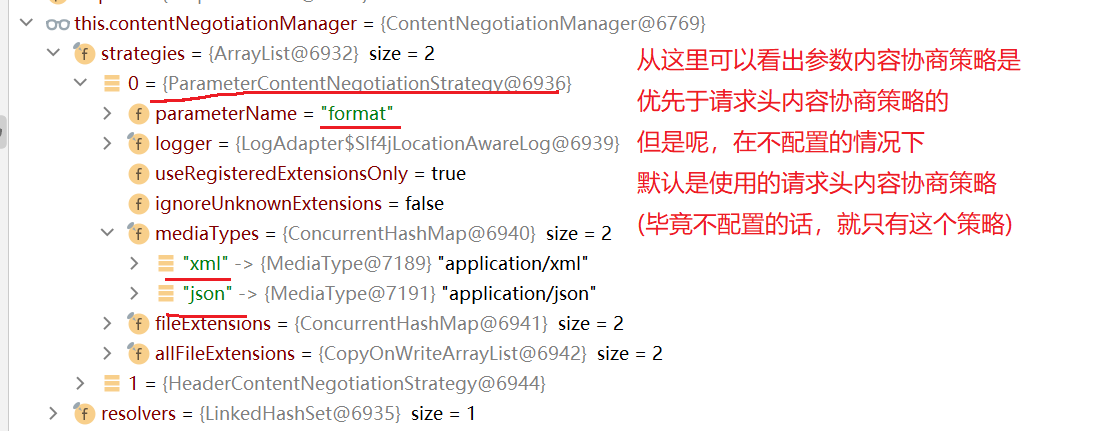 this.contentNegotiationManager = {ContentNegotiationManager@6769}
strategies = {ArrayList@6932} size = 2
0 = {ParameterContentNegotiationStrategy@6936}
parameterName = "format"
logger = {LogAdapter$Slf4jLocationAwareLog@6939}
useRegisteredExtensionsOnly = true
ignoreUnknownExtensions = false
mediaTypes = {ConcurrentHashMap@6940} size = 2
"xml" -> {MediaType@7189} "application/xml"
"json" -> {MediaType@7191} "application/json"
fileExtensions = {ConcurrentHashMap@6941} size = 2
allFileExtensions = {CopyOnWriteArrayList@6942} size = 2
1 = {HeaderContentNegotiationStrategy@6944}
resolvers = {LinkedHashSet@6935} size = 1
从这里可以看出参数内容协商策略是
优先于请求头内容协商策略的
但是呢，在不配置的情况下
默认是使用的请求头内容协商策略
(毕竟不配置的话，就只有这个策略)